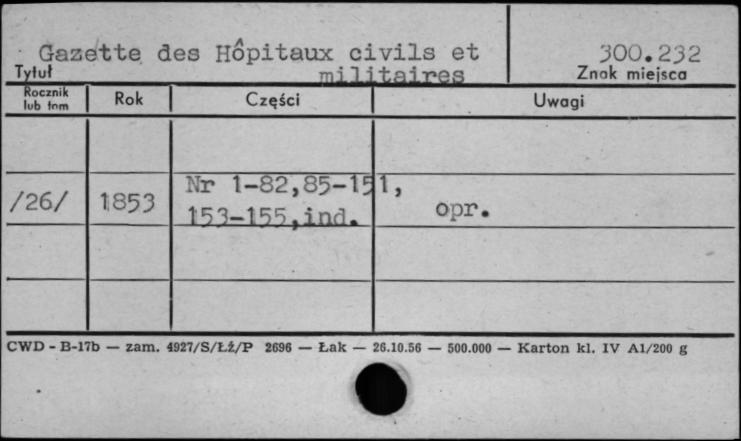 Gazette des Hôpitaux civils et
militaires
300.232
Tytuł
Znak miejsca
Rocznik lub tom
Rok
Części
Uwagi
/26/
1853
Nr 1-82,85-151,
153-155,ind.
opr.
CWD - B-17b — zam. 4927/S/ŁŹ/P 2696 — Łak — 26.10.56 — 500.000 — Karton kl. IV A1/200 g